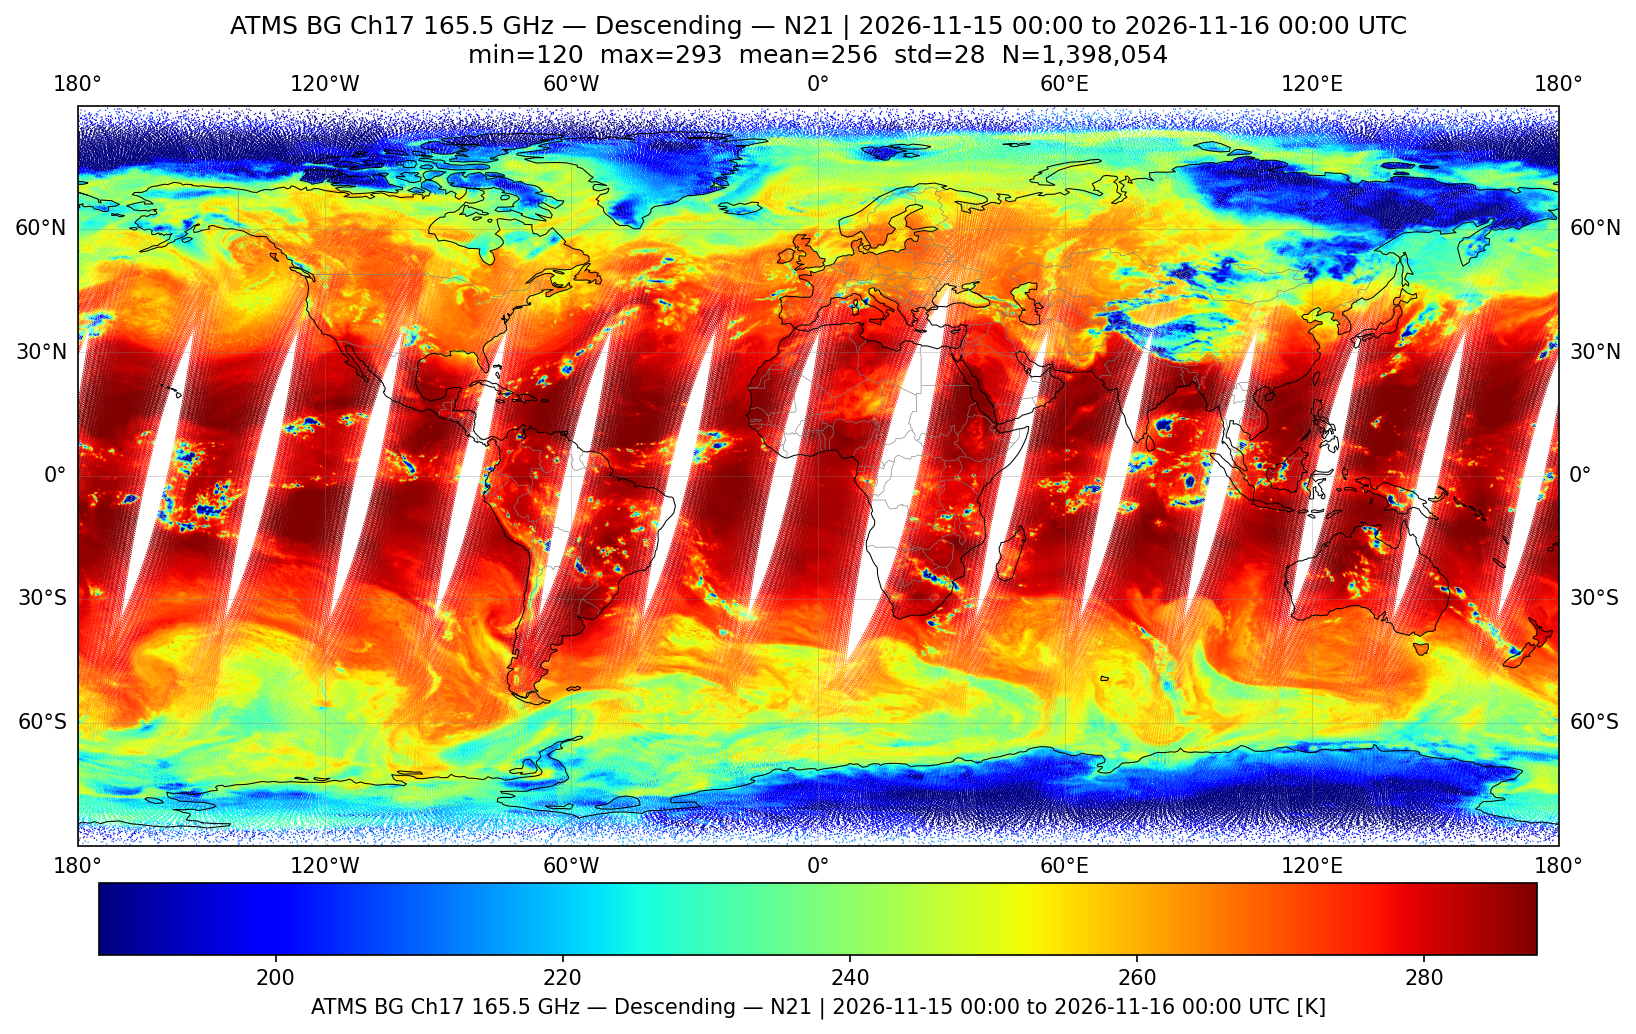 ATMS BG Ch17 165.5 GHz — Descending — N21 | 2026-11-15 00:00 to 2026-11-16 00:00 UTC
min=120 max=293 mean=256 std=28 N=1,398,054
180° 120°W 60°W 0° 60°E 120°E 180°
60°N 60°N
30°N 30°N
0° 0°
30°S 30°S
60°S 60°S
180° 120°W 60°W 0° 60°E 120°E 180°
200 220 240 260 280
ATMS BG Ch17 165.5 GHz — Descending — N21 | 2026-11-15 00:00 to 2026-11-16 00:00 UTC [K]